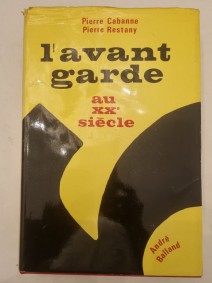 Pierre Cabanne
Pierre Restany
l'avant
garde
au
XXe
siècle
André
Balland